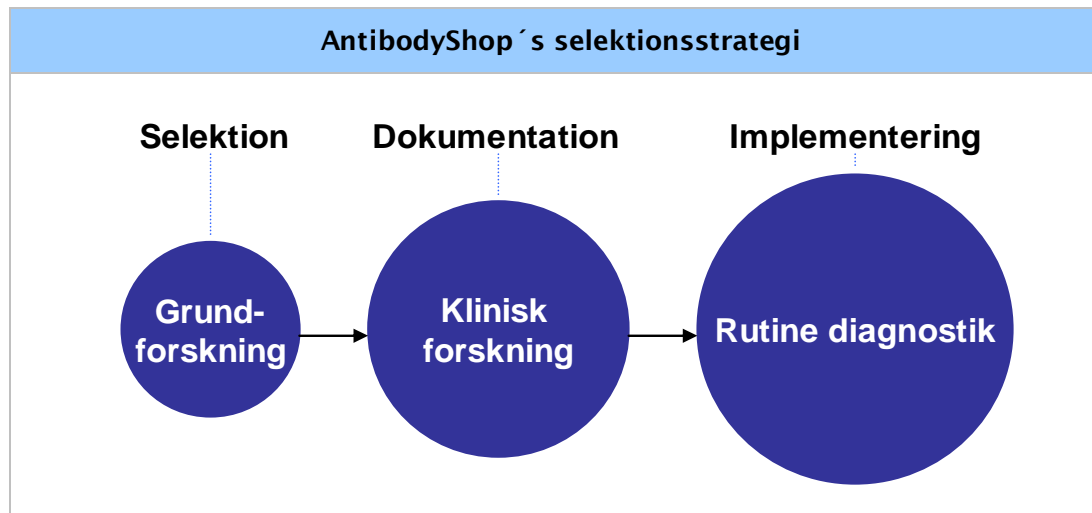 AntibodyShop´s selektionsstrategi
Selektion
Dokumentation
Implementering
Grund-
forskning
Klinisk
forskning
Rutine diagnostik